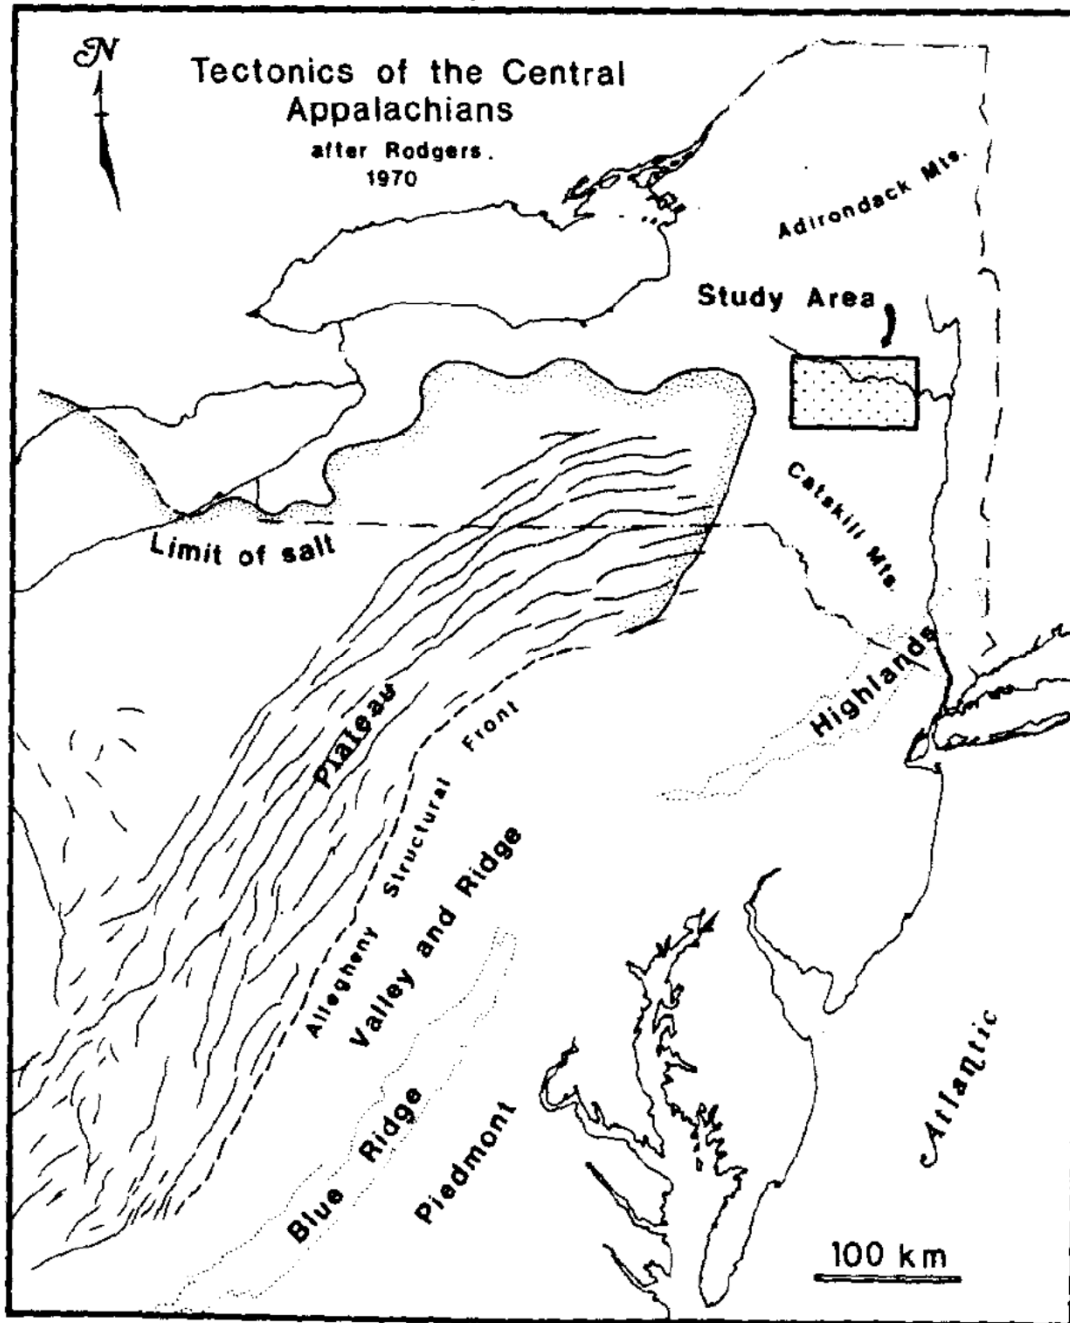 N
Tectonics of the Central
Appalachians
after Rodgers.
1970
Adirondack Mts.
Study Area
Limit of salt
Catskill Mts.
Highlands
Plateau
Allegheny Structural Front
Valley and Ridge
Blue Ridge
Piedmont
Atlantic
100 km